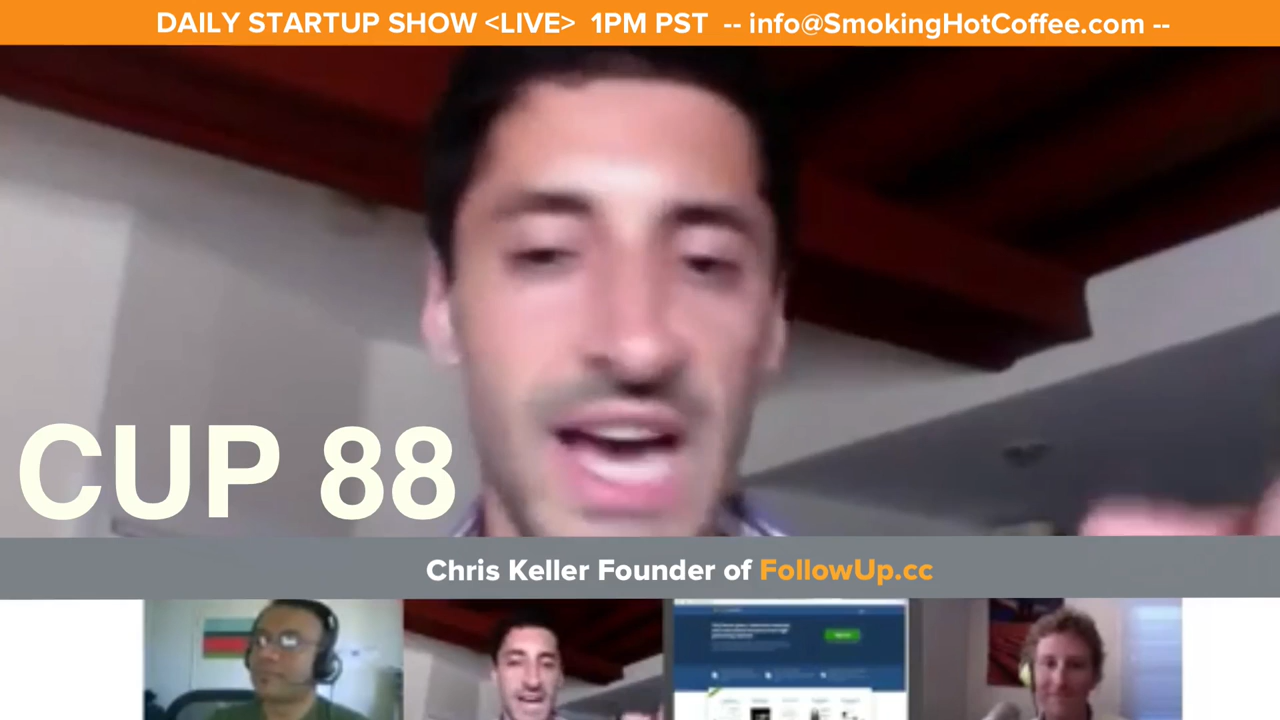 DAILY STARTUP SHOW <LIVE> 1PM PST -- info@SmokingHotCoffee.com --
CUP 88
Chris Keller Founder of FollowUp.cc